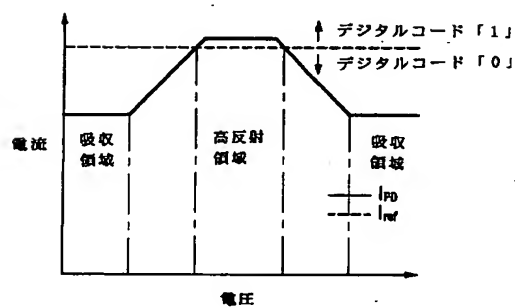 デジタルコード「1」
デジタルコード「0」
電流
吸収
領域
高反射
領域
吸収
領域
IPD
Iref
電圧